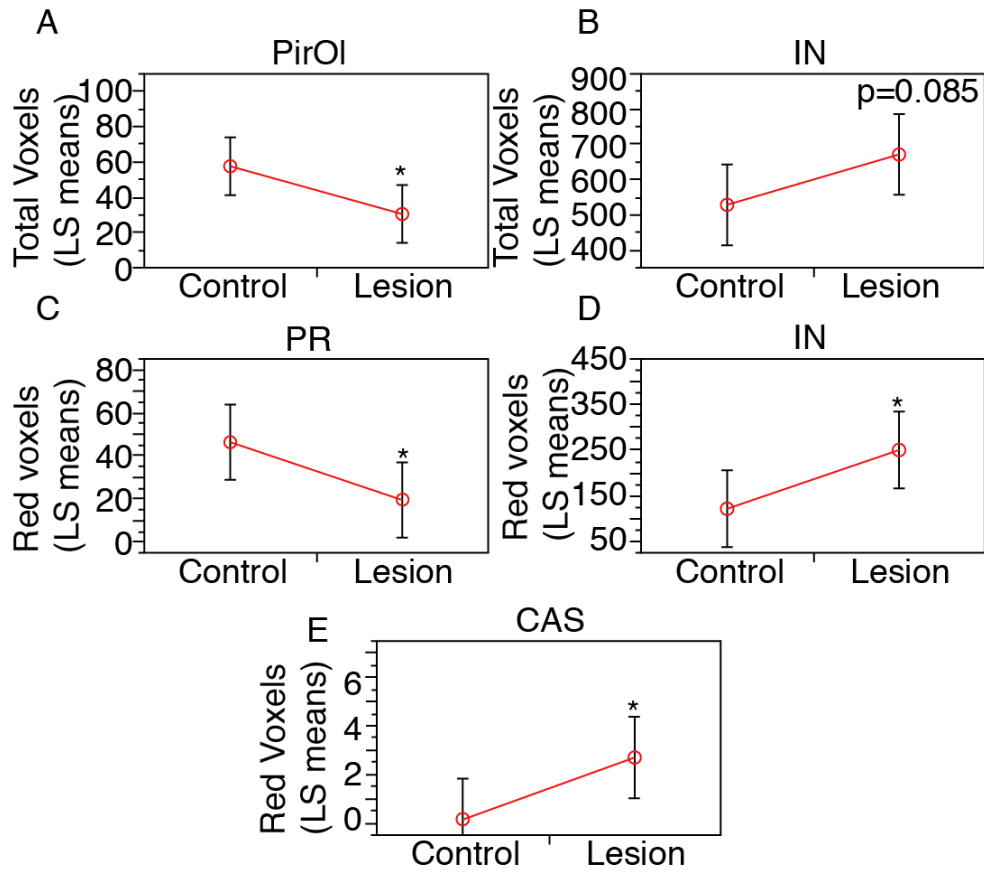 A
PirOl
Total Voxels
(LS means)
100
80
60
40
20
0
*
Control
Lesion
B
IN
Total Voxels
(LS means)
900
800
700
600
500
400
p=0.085
Control
Lesion
C
PR
Red voxels
(LS means)
80
60
40
20
0
*
Control
Lesion
D
IN
Red voxels
(LS means)
450
350
250
150
50
*
Control
Lesion
E
CAS
Red Voxels
(LS means)
6
4
2
0
*
Control
Lesion